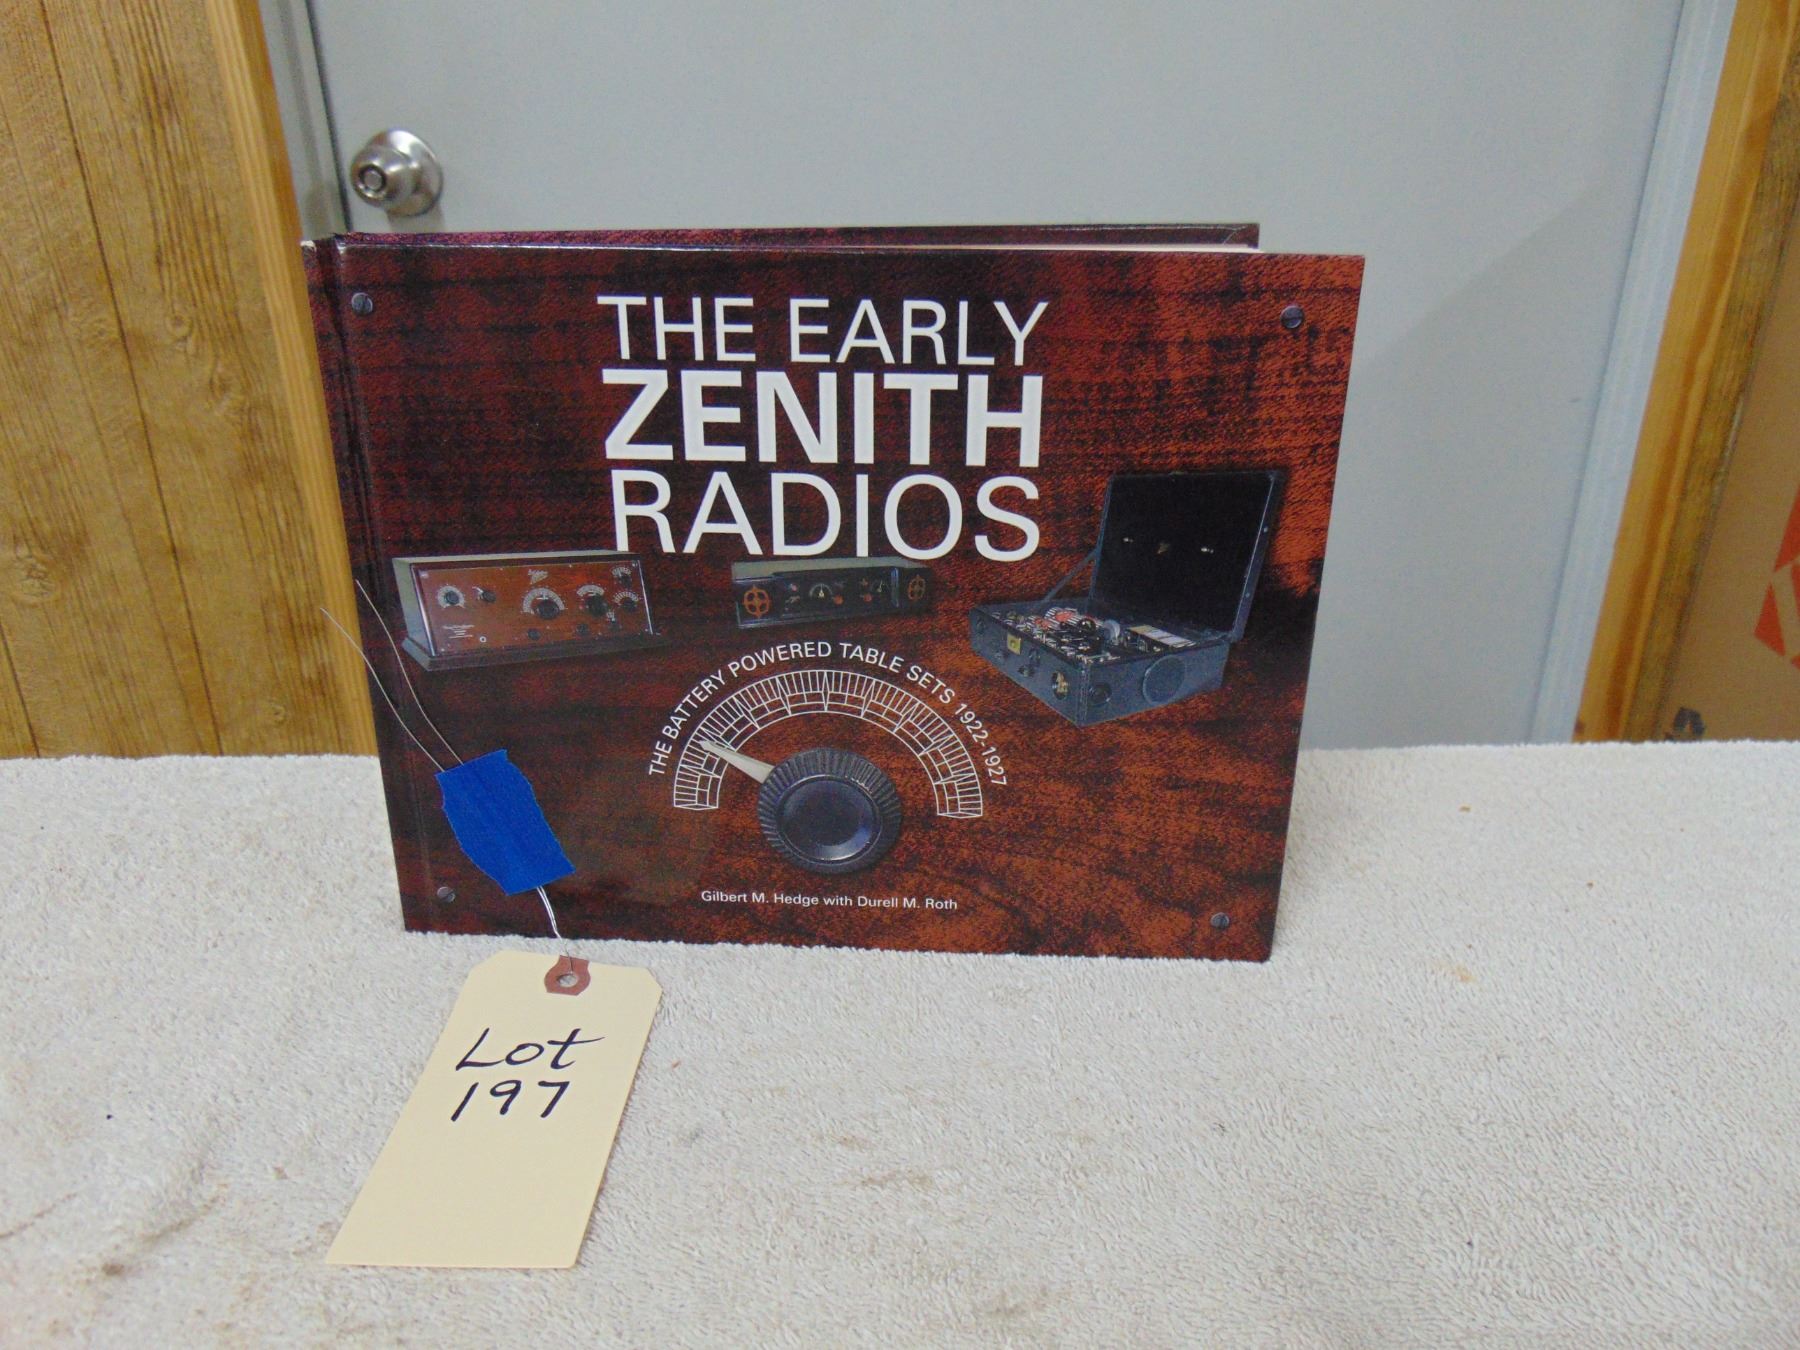 THE EARLY
ZENITH
RADIOS
THE BATTERY POWERED TABLE SETS 1922-1927
Gilbert M. Hedge with Durell M. Roth
Lot
197